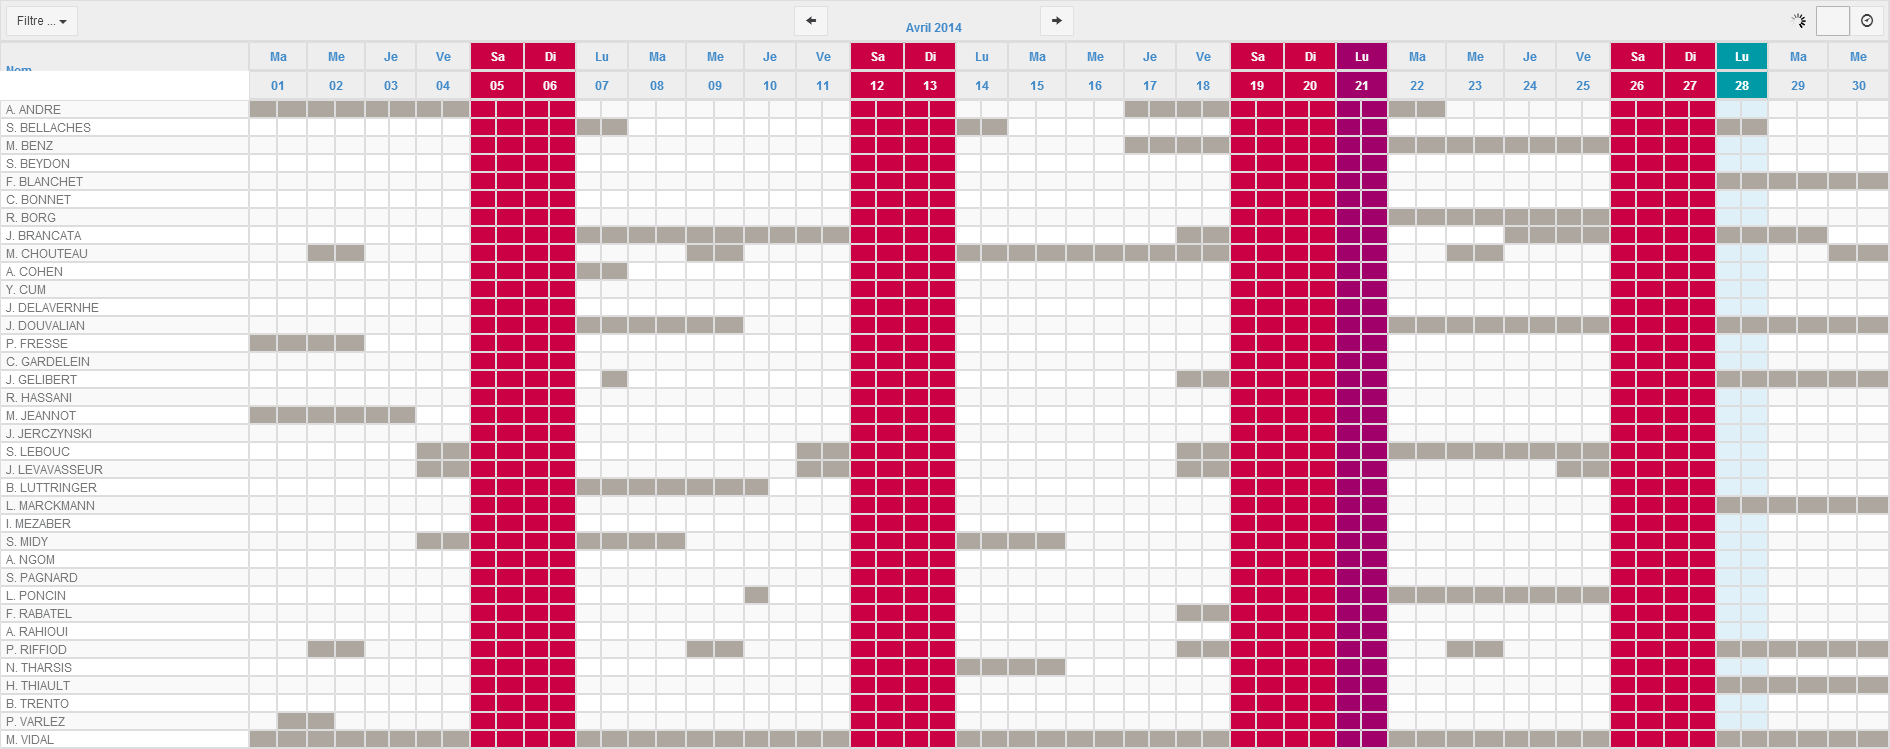 Filtre ...
Avril 2014
Nom
Ma Me Je Ve Sa Di Lu Ma Me Je Ve Sa Di Lu Ma Me Je Ve Sa Di Lu Ma Me Je Ve Sa Di Lu Ma Me
01 02 03 04 05 06 07 08 09 10 11 12 13 14 15 16 17 18 19 20 21 22 23 24 25 26 27 28 29 30
A. ANDRE
S. BELLACHES
M. BENZ
S. BEYDON
F. BLANCHET
C. BONNET
R. BORG
J. BRANCATA
M. CHOUTEAU
A. COHEN
Y. CUM
J. DELAVERNHE
J. DOUVALIAN
P. FRESSE
C. GARDELEIN
J. GELIBERT
R. HASSANI
M. JEANNOT
J. JERCZYNSKI
S. LEBOUC
J. LEVAVASSEUR
B. LUTTRINGER
L. MARCKMANN
I. MEZABER
S. MIDY
A. NGOM
S. PAGNARD
L. PONCIN
F. RABATEL
A. RAHIOUI
P. RIFFIOD
N. THARSIS
H. THIAULT
B. TRENTO
P. VARLEZ
M. VIDAL